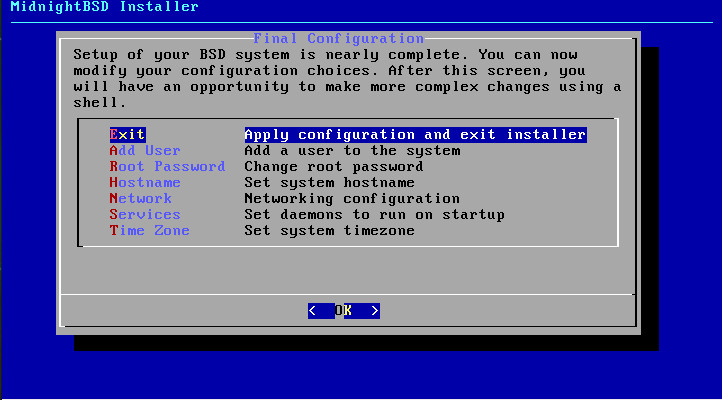 MidnightBSD Installer
Final Configuration
Setup of your BSD system is nearly complete. You can now
modify your configuration choices. After this screen, you
will have an opportunity to make more complex changes using a
shell.
Exit Apply configuration and exit installer
Add User Add a user to the system
Root Password Change root password
Hostname Set system hostname
Network Networking configuration
Services Set daemons to run on startup
Time Zone Set system timezone
< OK >